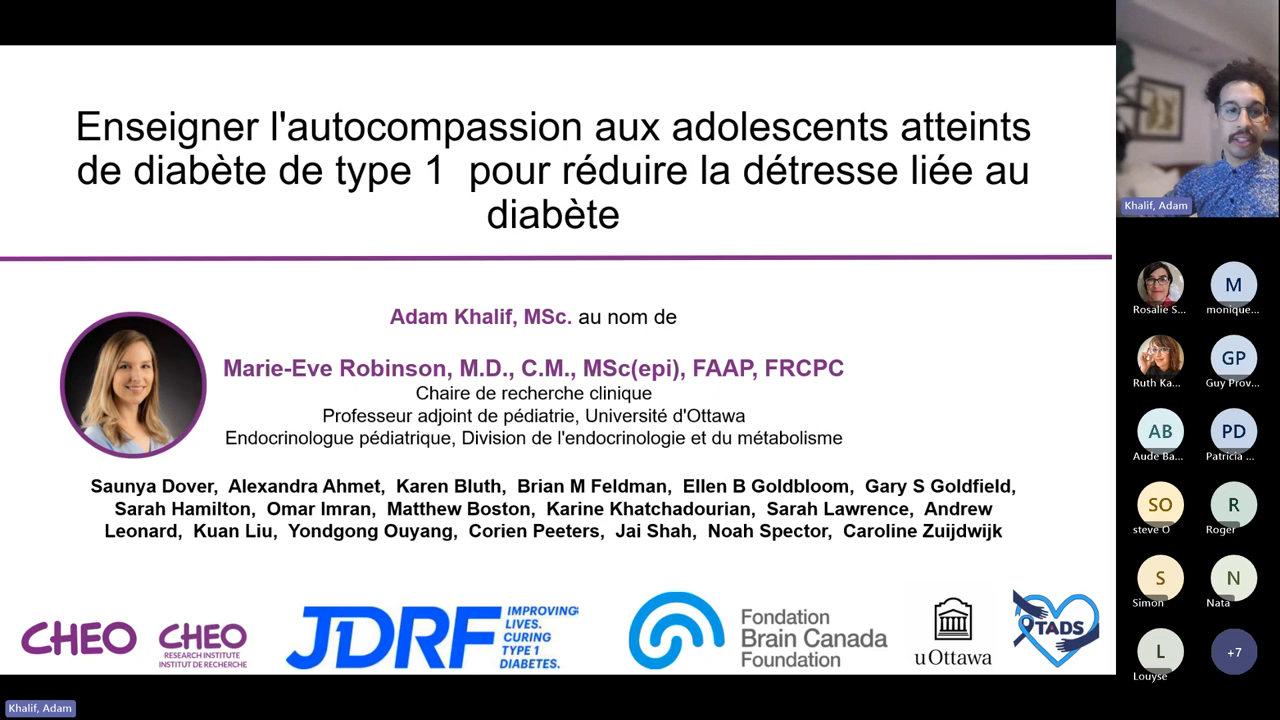 Enseigner l'autocompassion aux adolescents atteints
de diabète de type 1  pour réduire la détresse liée au
diabète
Adam Khalif, MSc. au nom de
Marie-Eve Robinson, M.D., C.M., MSc(epi), FAAP, FRCPC
Chaire de recherche clinique
Professeur adjoint de pédiatrie, Université d'Ottawa
Endocrinologue pédiatrique, Division de l'endocrinologie et du métabolisme
Saunya Dover,  Alexandra Ahmet,  Karen Bluth,  Brian M Feldman,  Ellen B Goldbloom,  Gary S Goldfield,
Sarah Hamilton,  Omar Imran,  Matthew Boston,  Karine Khatchadourian,  Sarah Lawrence,  Andrew
Leonard,  Kuan Liu,  Yondgong Ouyang,  Corien Peeters,  Jai Shah,  Noah Spector,  Caroline Zuijdwijk
CHEO
CHEO
RESEARCH INSTITUTE
INSTITUT DE RECHERCHE
JDRF
IMPROVING
LIVES.
CURING
TYPE 1
DIABETES.
Fondation
Brain Canada
Foundation
uOttawa
TADS
Khalif, Adam
Rosalie S...
M
monique...
Ruth Ka...
GP
Guy Prov...
AB
Aude Ba...
PD
Patricia ...
SO
steve O
R
Roger
S
Simon
N
Nata
L
Louyse
+7
Khalif, Adam